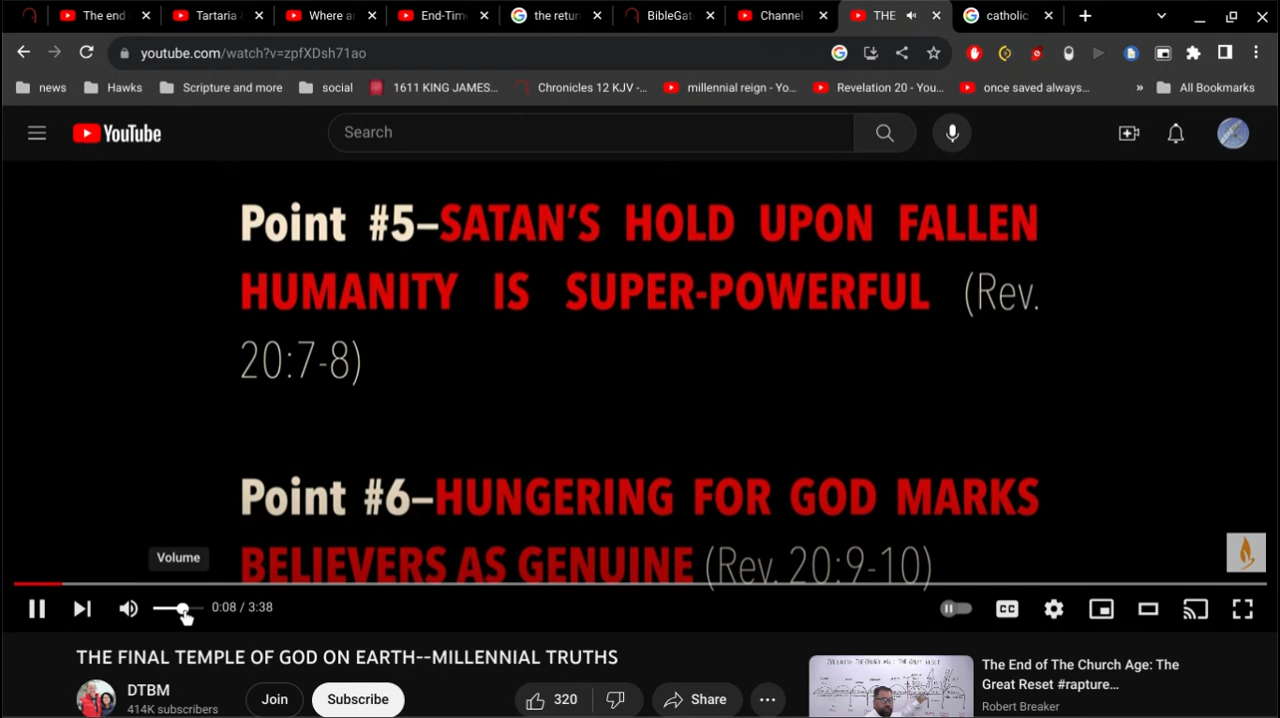 The end
Tartaria
Where a
End-Time
the retur
BibleGat
Channel
THE
catholic
youtube.com/watch?v=zpfXDsh71ao
news
Hawks
Scripture and more
social
1611 KING JAMES...
Chronicles 12 KJV -...
millennial reign - Yo...
Revelation 20 - You...
once saved always...
»
All Bookmarks
YouTube
Search
Point #5–SATAN'S HOLD UPON FALLEN
HUMANITY IS SUPER-POWERFUL (Rev.
20:7-8)
Point #6–HUNGERING FOR GOD MARKS
BELIEVERS AS GENUINE (Rev. 20:9-10)
Volume
0:08 / 3:38
CC
THE FINAL TEMPLE OF GOD ON EARTH--MILLENNIAL TRUTHS
DTBM
414K subscribers
Join
Subscribe
320
Share
The End of The Church Age: The
Great Reset #rapture...
Robert Breaker